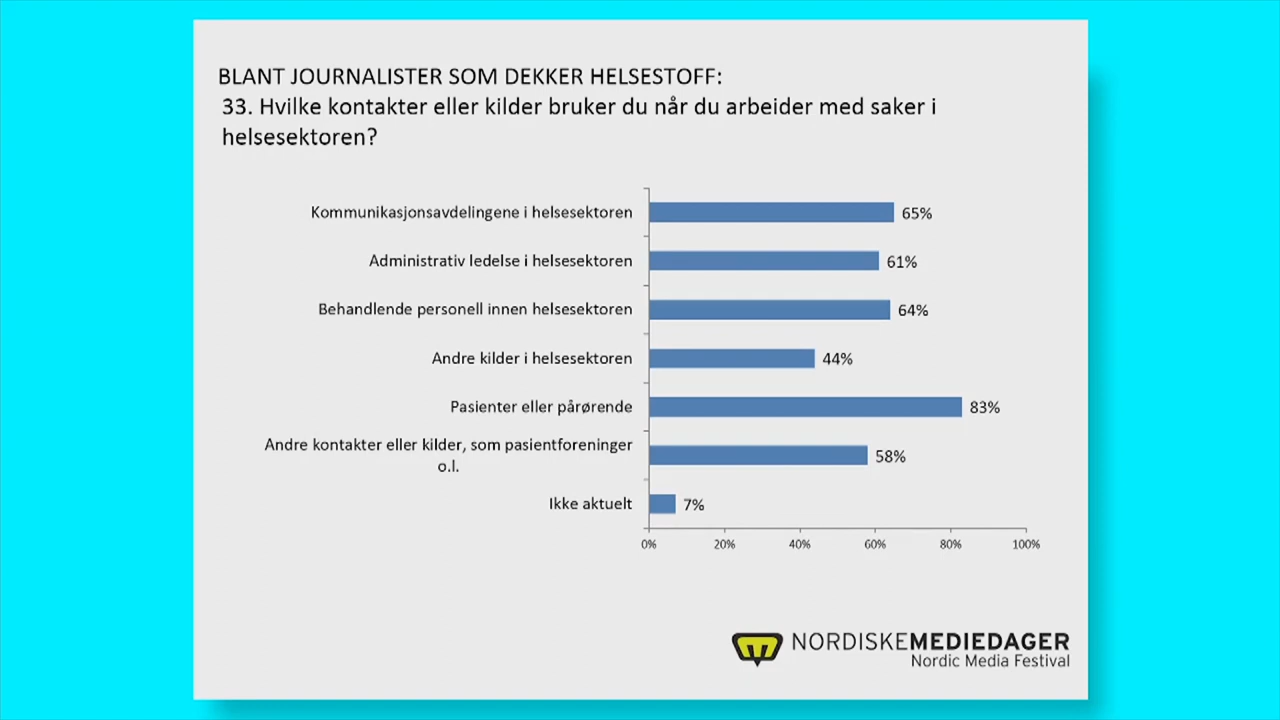 BLANT JOURNALISTER SOM DEKKER HELSESTOFF:
33. Hvilke kontakter eller kilder bruker du når du arbeider med saker i
helsesektoren?
Kommunikasjonsavdelingene i helsesektoren
65%
Administrativ ledelse i helsesektoren
61%
Behandlende personell innen helsesektoren
64%
Andre kilder i helsesektoren
44%
Pasienter eller pårørende
83%
Andre kontakter eller kilder, som pasientforeninger
o.l.
58%
Ikke aktuelt
7%
0% 20% 40% 60% 80% 100%
NORDISKEMEDIEDAGER
Nordic Media Festival